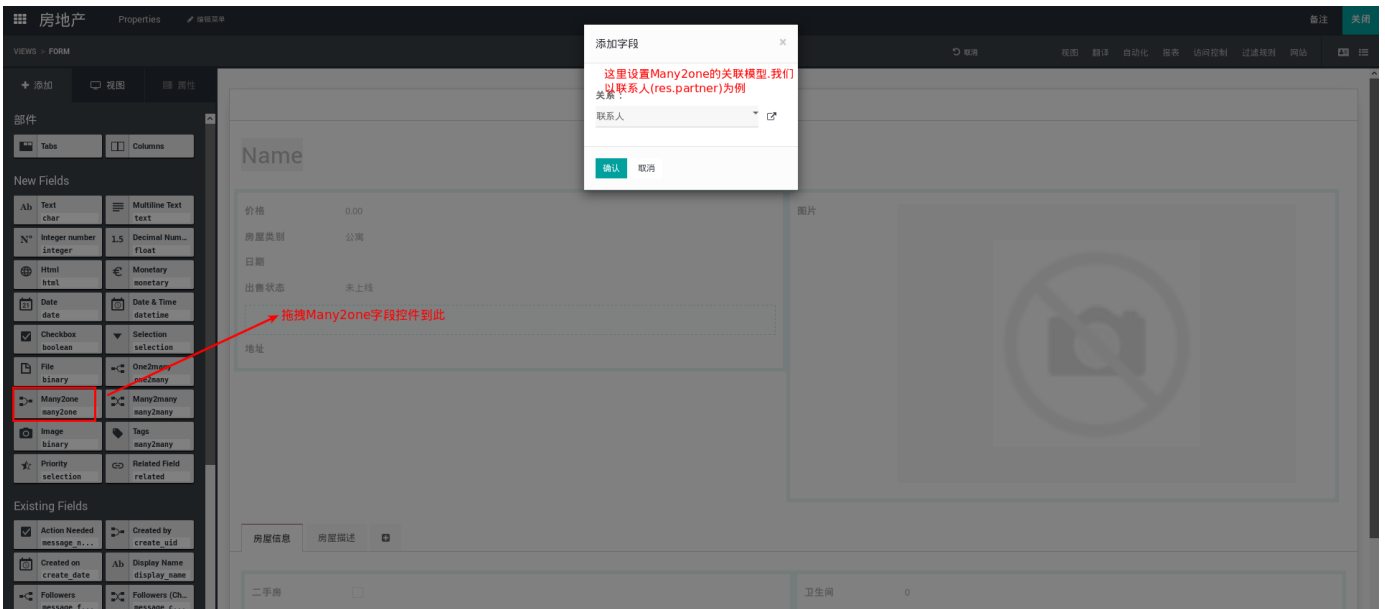 房地产
Properties
编辑菜单
备注
关闭
VIEWS > FORM
取消
视图
翻译
自动化
报表
访问控制
过滤规则
网站
添加
视图
属性
部件
Tabs
Columns
New Fields
Ab
Text
char
Multiline Text
text
N°
Integer number
integer
1.5
Decimal Num...
float
Html
html
€
Monetary
monetary
21
Date
date
Date & Time
datetime
Checkbox
boolean
Selection
selection
File
binary
One2many
one2many
Many2one
many2one
Many2many
many2many
Image
binary
Tags
many2many
Priority
selection
Related Field
related
Existing Fields
Action Needed
message_n...
Created by
create_uid
Created on
create_date
Ab
Display Name
display_name
Followers
message_f...
Followers (Ch...
message_c...
添加字段
×
这里设置Many2one的关联模型.我们
以联系人(res.partner)为例
关系：
联系人
确认
取消
Name
价格
0.00
房屋类别
公寓
日期
出售状态
未上线
拖拽Many2one字段控件到此
地址
图片
房屋信息
房屋描述
二手房
卫生间
0